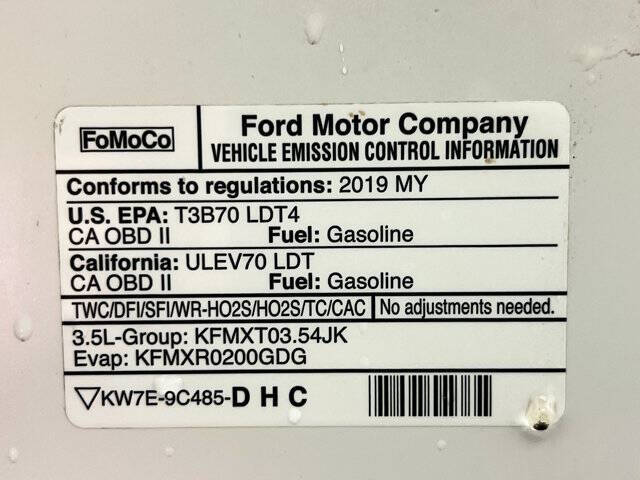 FoMoCo
Ford Motor Company
VEHICLE EMISSION CONTROL INFORMATION
Conforms to regulations: 2019 MY
U.S. EPA: T3B70 LDT4
CA OBD II Fuel: Gasoline
California: ULEV70 LDT
CA OBD II Fuel: Gasoline
TWC/DFI/SFI/WR-HO2S/HO2S/TC/CAC No adjustments needed.
3.5L-Group: KFMXT03.54JK
Evap: KFMXR0200GDG
▽KW7E-9C485-D H C